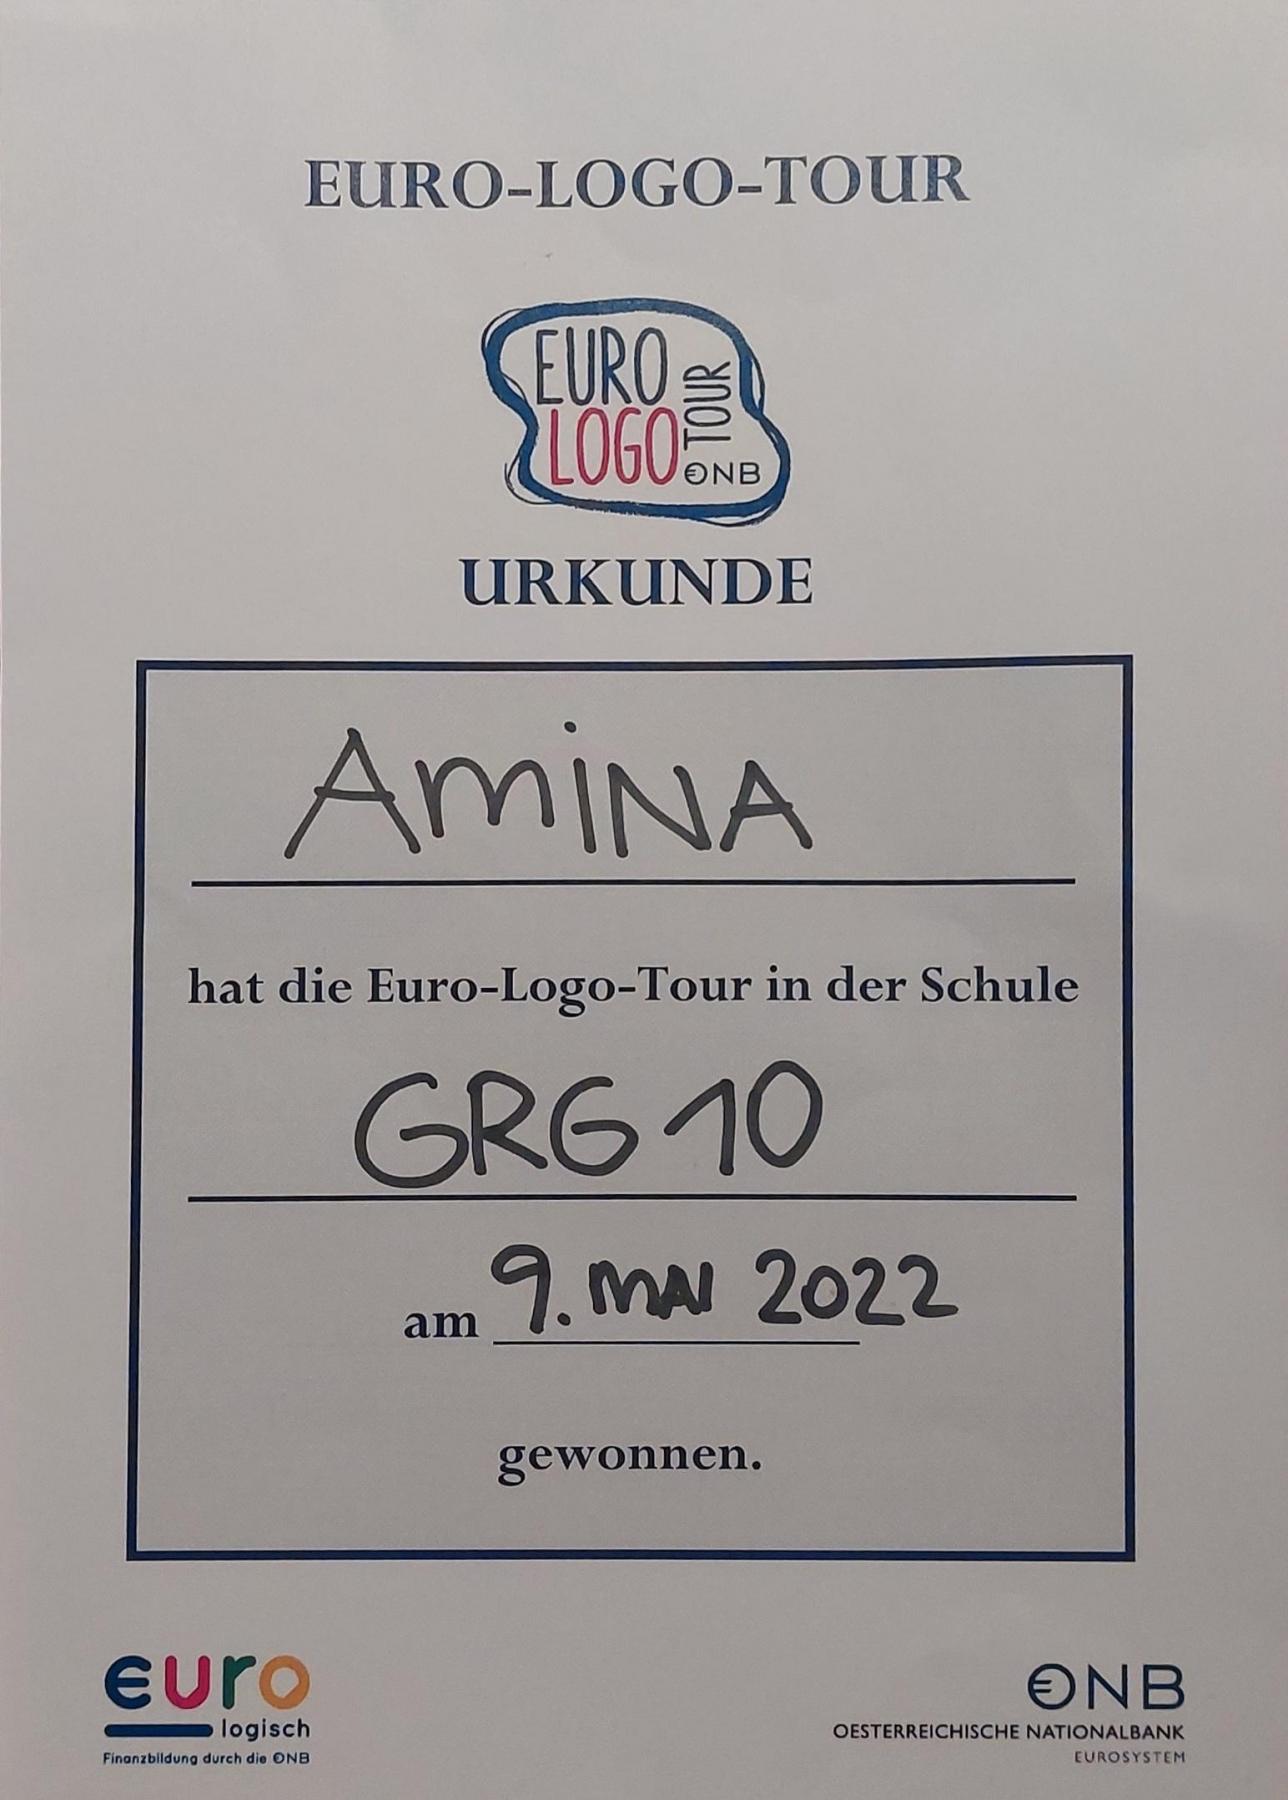 EURO-LOGO-TOUR
EURO
LOGO
TOUR
ONB
URKUNDE
AMINA
hat die Euro-Logo-Tour in der Schule
GRG 10
am 9. MAI 2022
gewonnen.
euro
logisch
Finanzbildung durch die ONB
ONB
OESTERREICHISCHE NATIONALBANK
EUROSYSTEM